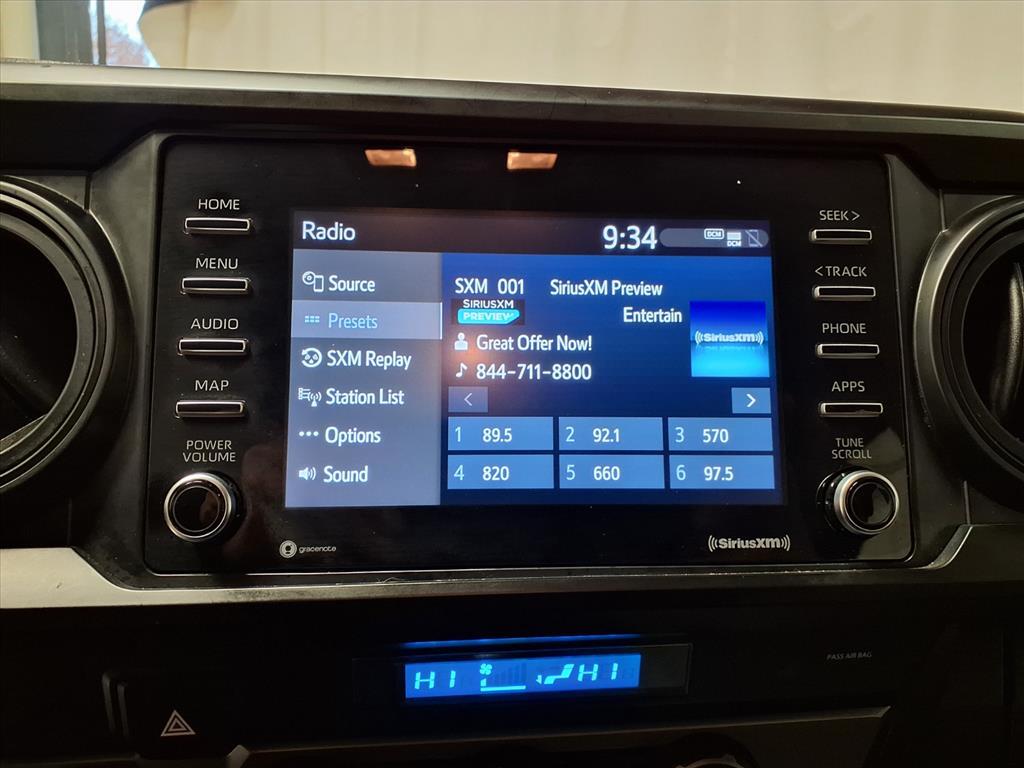 HOME
MENU
AUDIO
MAP
POWER
VOLUME
Radio
9:34
DCM
DCM
Source
Presets
SXM Replay
Station List
Options
Sound
SXM 001 SiriusXM Preview
SIRIUSXM
PREVIEW
Entertain
Great Offer Now!
844-711-8800
((SiriusXM))
<
>
1 89.5
2 92.1
3 570
4 820
5 660
6 97.5
SEEK >
< TRACK
PHONE
APPS
TUNE
SCROLL
gracenote
((SiriusXM))
HI
HI
PASS AIR BAG